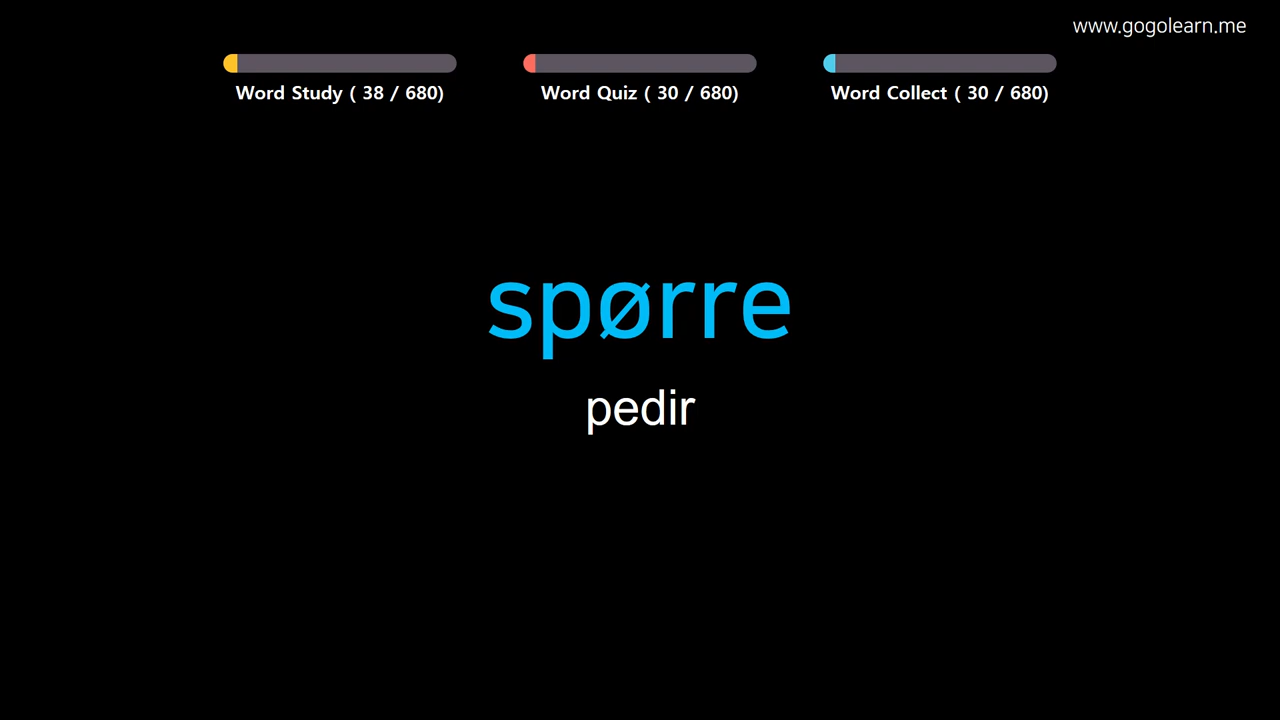 www.gogolearn.me
Word Study ( 38 / 680)
Word Quiz ( 30 / 680)
Word Collect ( 30 / 680)
spørre
pedir